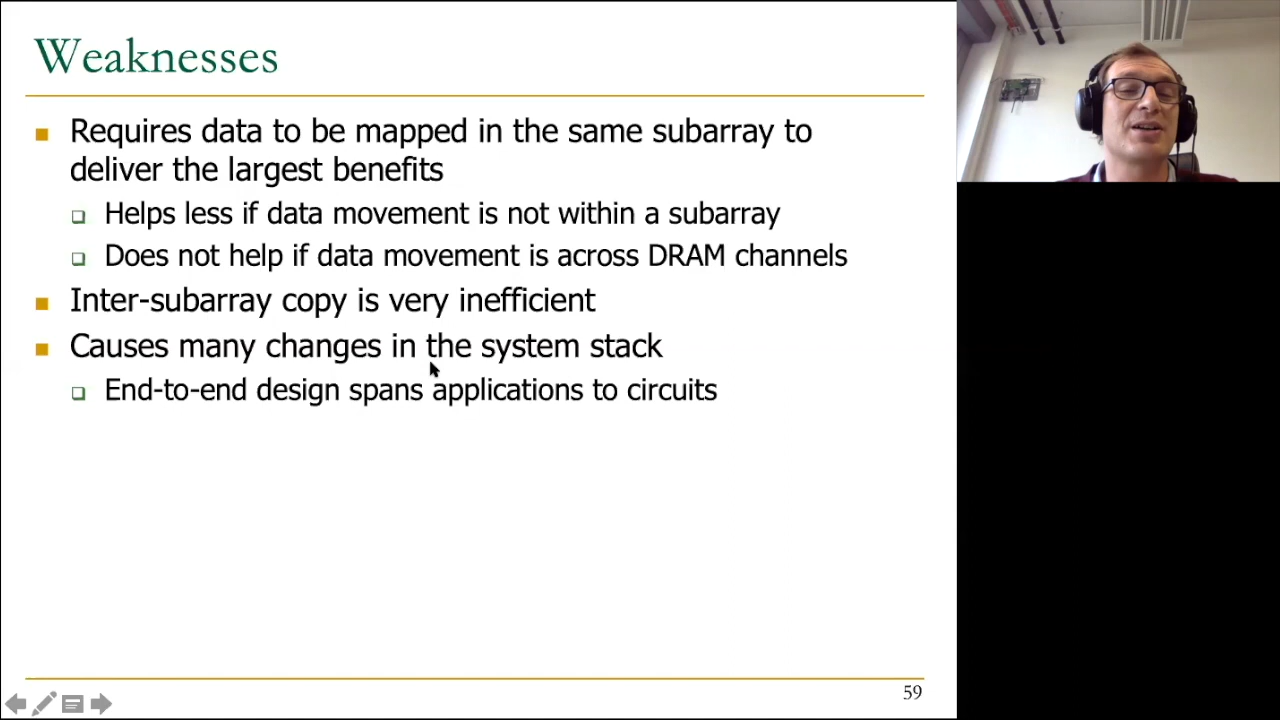 Weaknesses
Requires data to be mapped in the same subarray to
deliver the largest benefits
Helps less if data movement is not within a subarray
Does not help if data movement is across DRAM channels
Inter-subarray copy is very inefficient
Causes many changes in the system stack
End-to-end design spans applications to circuits
59